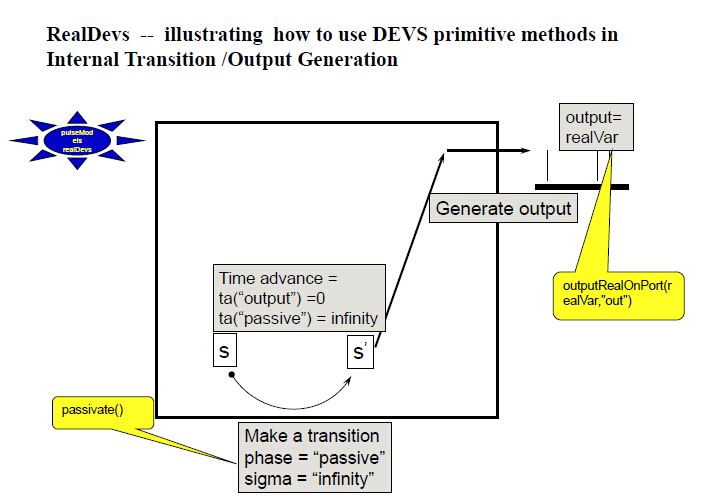 RealDevs -- illustrating how to use DEVS primitive methods in
Internal Transition /Output Generation
pulseMod
els
realDevs
output=
realVar
Generate output
outputRealOnPort(r
ealVar,"out")
Time advance =
ta(“output”) =0
ta(“passive”) = infinity
s
s’
passivate()
Make a transition
phase = “passive”
sigma = “infinity”